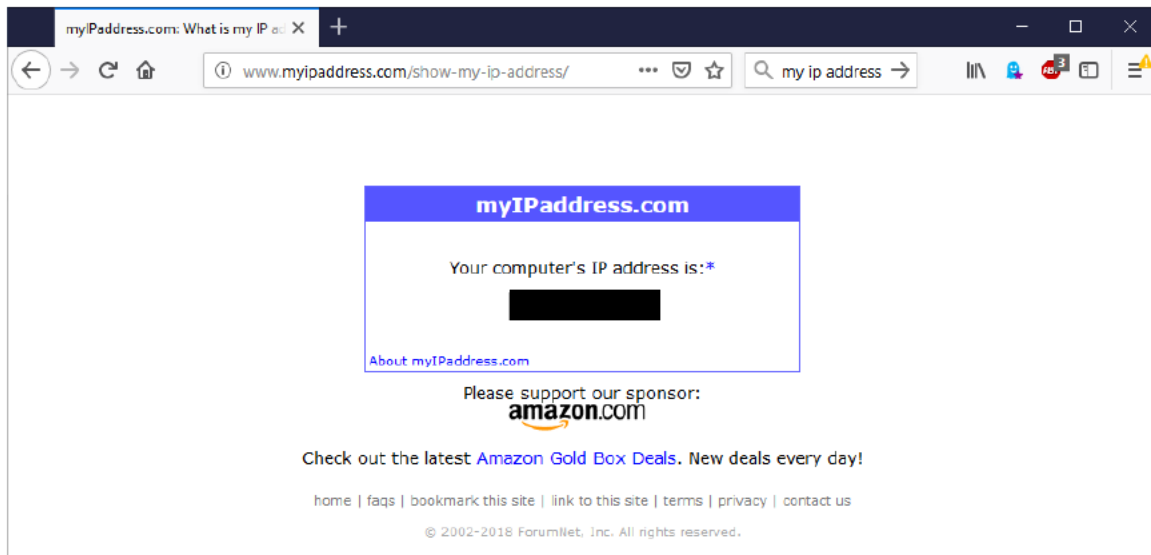 myIPaddress.com: What is my IP ad
www.myipaddress.com/show-my-ip-address/
my ip address
3
myIPaddress.com
Your computer's IP address is:*
About myIPaddress.com
Please support our sponsor:
amazon.com
Check out the latest Amazon Gold Box Deals. New deals every day!
home | faqs | bookmark this site | link to this site | terms | privacy | contact us
© 2002-2018 ForumNet, Inc. All rights reserved.